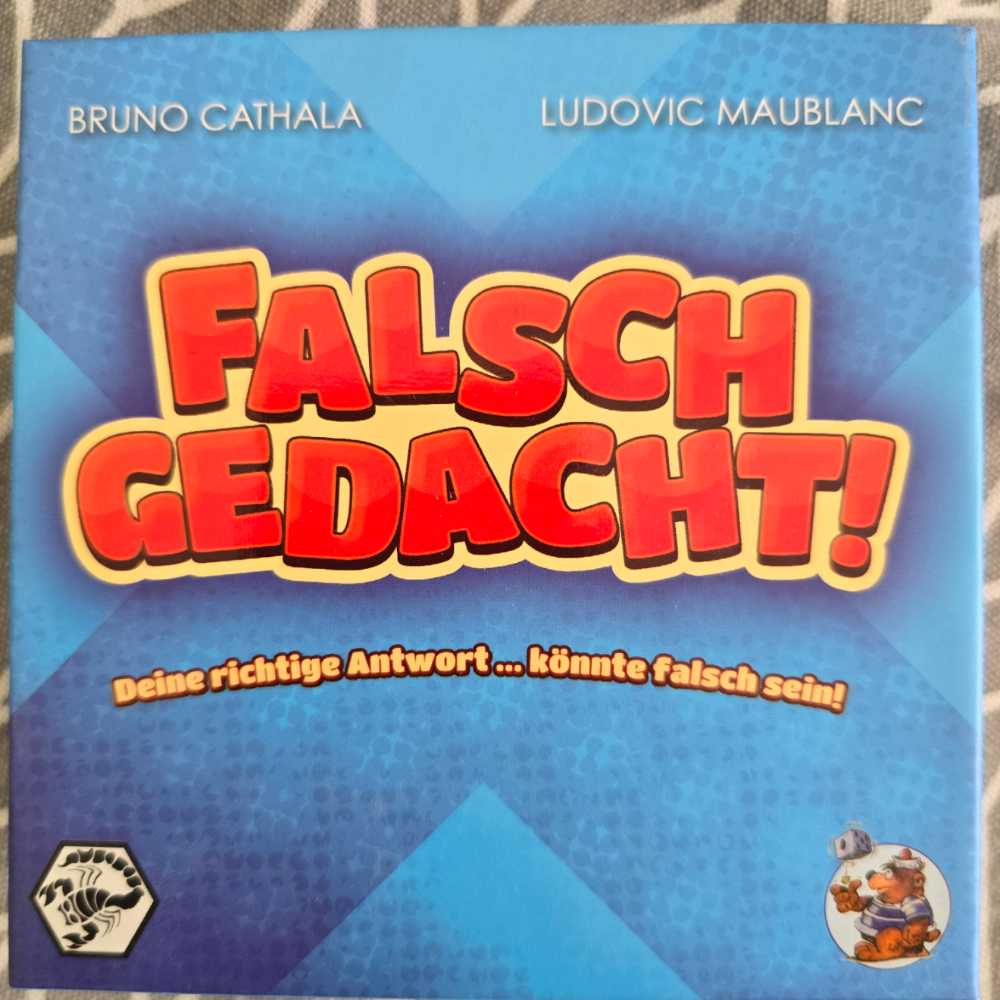 BRUNO CATHALA
LUDOVIC MAUBLANC
FALSCH
GEDACHT!
Deine richtige Antwort ... könnte falsch sein!